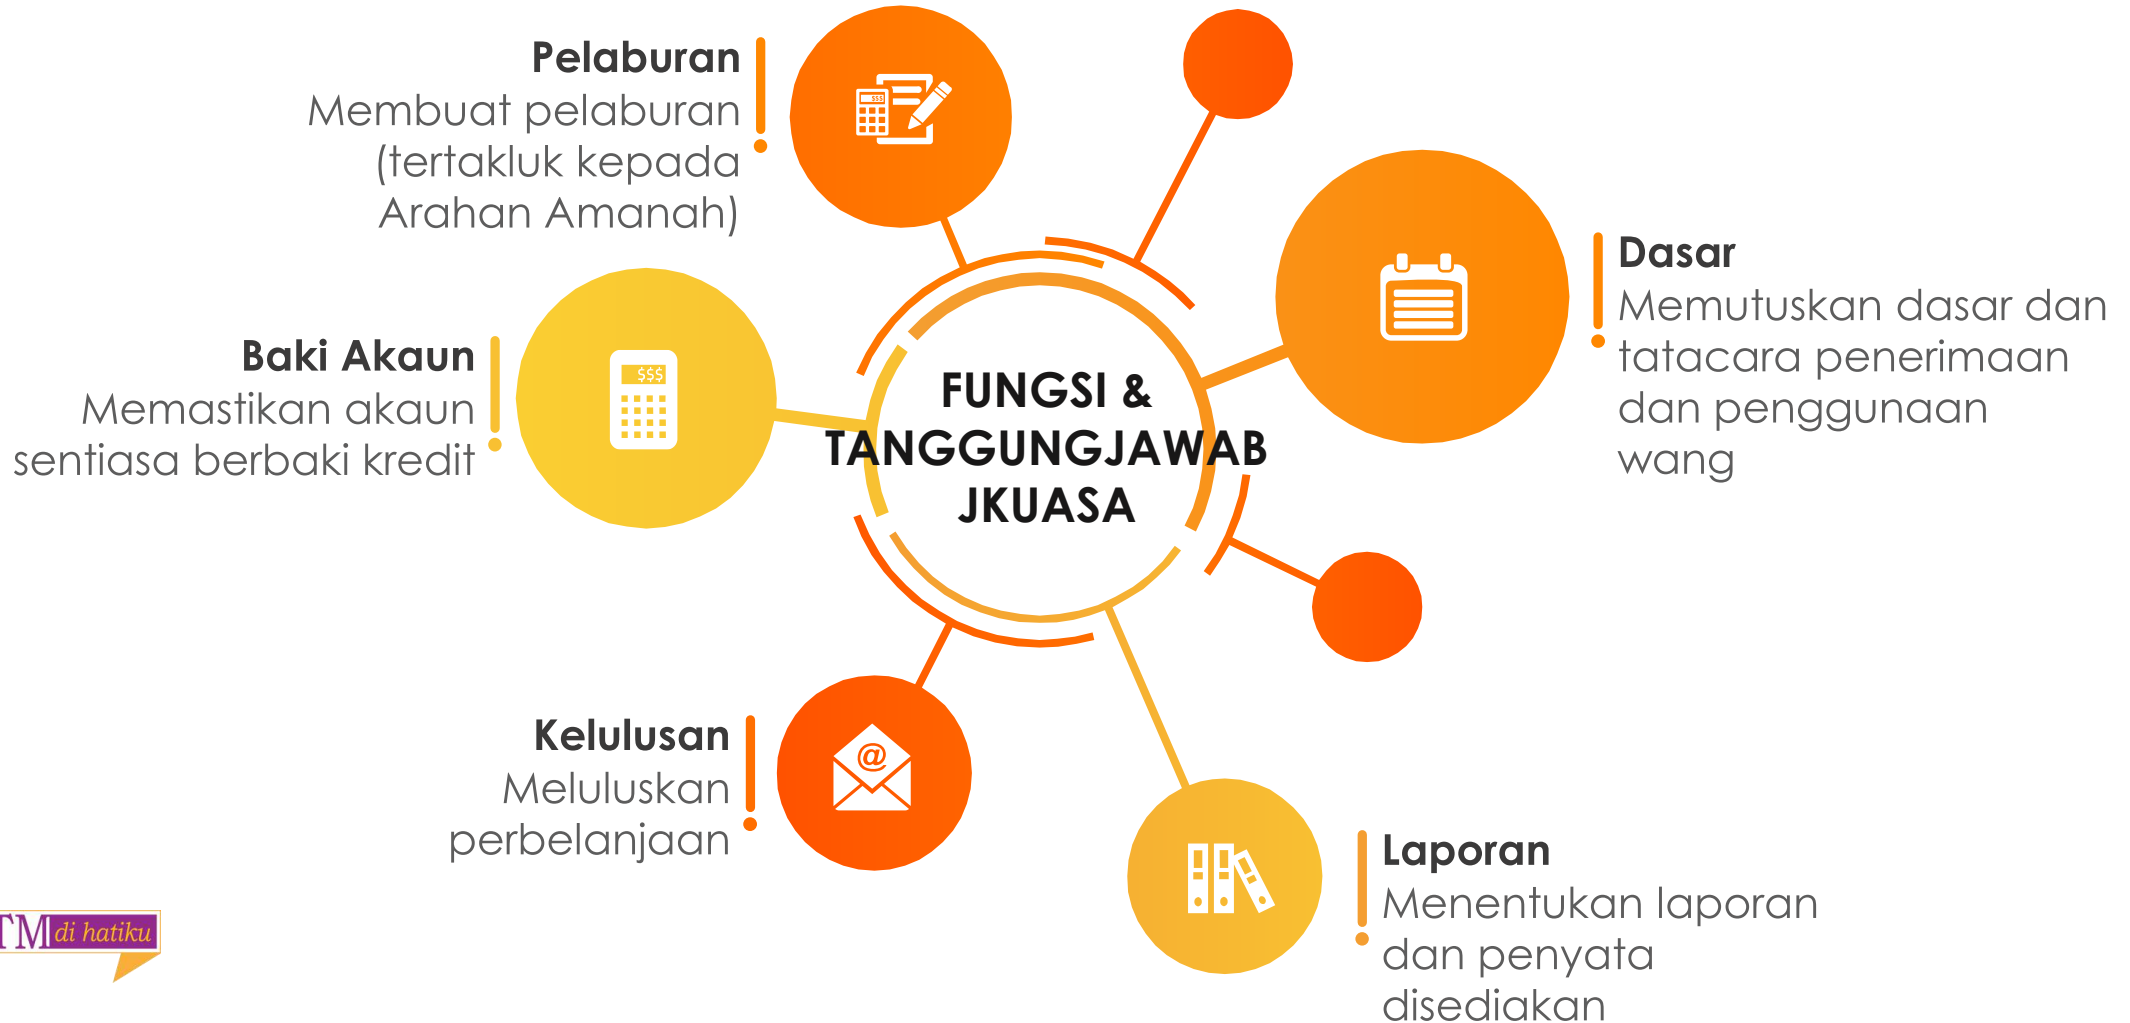 Pelaburan
Membuat pelaburan
(tertakluk kepada
Arahan Amanah)
Dasar
Memutuskan dasar dan
tatacara penerimaan
dan penggunaan
wang
Baki Akaun
Memastikan akaun
sentiasa berbaki kredit
$$$
$$$
FUNGSI &
TANGGUNGJAWAB
JKUASA
Kelulusan
Meluluskan
perbelanjaan
@
Laporan
Menentukan laporan
dan penyata
disediakan
TM di hatiku